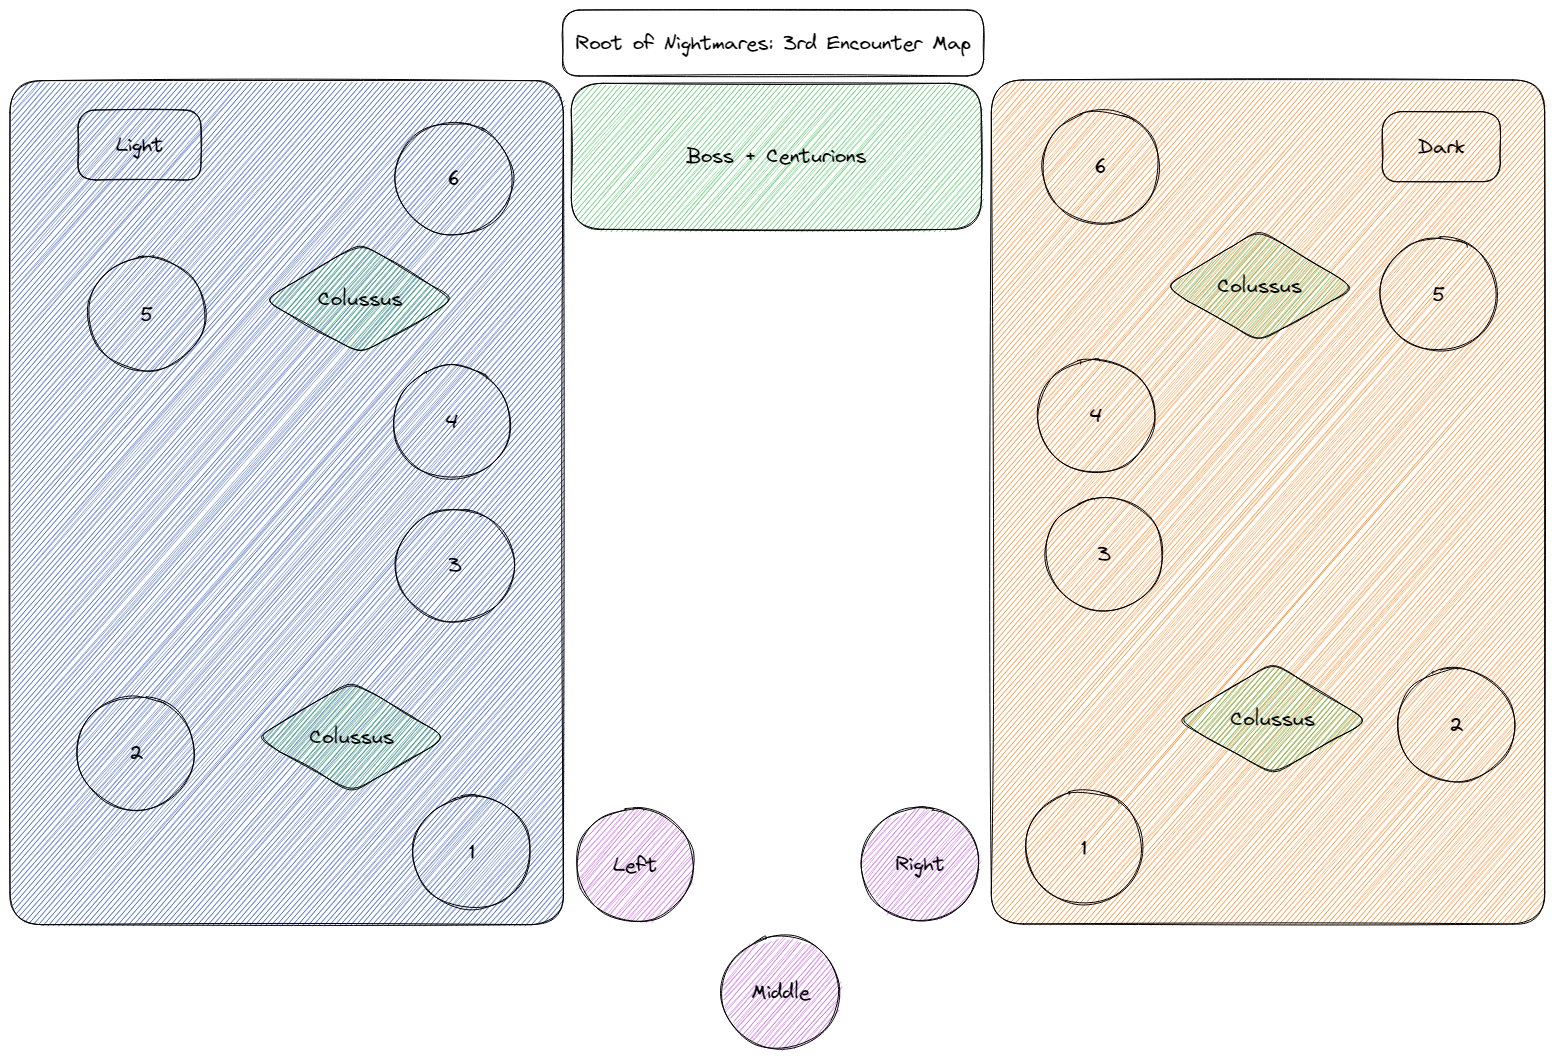 Root of Nightmares: 3rd Encounter Map
Boss + Centurions
Light
6
5
Colussus
4
3
2
Colussus
1
6
Dark
Colussus
5
4
3
Colussus
2
1
Left
Right
Middle